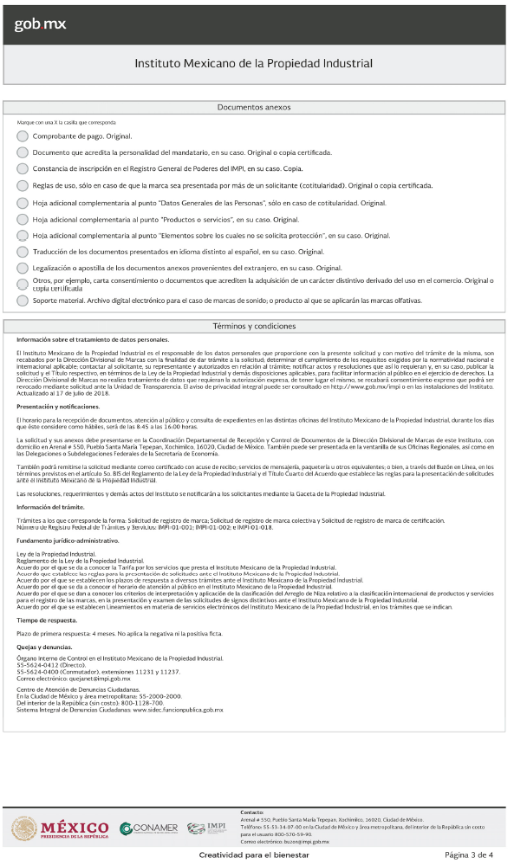 gob mx
Instituto Mexicano de la Propiedad Industrial
Documentos anexos
Marque con una X la casilla que corresponda
Comprobante de pago. Original.
Documento que acredita la personalidad del mandatario, en su caso. Original o copia certificada.
Constancia de inscripción en el Registro General de Poderes del IMPI, en su caso. Copia.
Reglas de uso, sólo en caso de que la marca sea presentada por más de un solicitante (cotitularidad). Original o copia certificada.
Hoja adicional complementaria al punto "Datos Generales de las Personas", sólo en caso de cotitularidad. Original.
Hoja adicional complementaria al punto "Productos o servicios", en su caso. Original.
Hoja adicional complementaria al punto "Elementos sobre los cuales no se solicita protección", en su caso. Original.
Traducción de los documentos presentados en idioma distinto al español, en su caso. Original.
Legalización o apostilla de los documentos anexos provenientes del extranjero, en su caso. Original.
Otros, por ejemplo, carta consentimiento o documentos que acrediten la adquisición de un carácter distintivo derivado del uso en el comercio. Original o
copia certificada
Soporte material. Archivo digital electrónico para el caso de marcas de sonido; o producto al que se aplicarán las marcas olfativas.
Términos y condiciones
Información sobre el tratamiento de datos personales.
El Instituto Mexicano de la Propiedad Industrial es el responsable de los datos personales que proporcione con la presente solicitud y con motivo del trámite de la misma, son
recabados por la Dirección Divisional de Marcas con la finalidad de dar trámite a la solicitud; determinar el cumplimiento de los requisitos exigidos por la normatividad nacional e
internacional aplicable; contactar al solicitante, su representante y autorizados en relación al trámite; notificar actos y resoluciones que así lo requieran y, en su caso, publicar la
solicitud y el Título respectivo, en términos de la Ley de la Propiedad Industrial y demás disposiciones aplicables, para facilitar información al público en el ejercicio de derechos. La
Dirección Divisional de Marcas no realiza tratamiento de datos que requieran la autorización expresa, de tener lugar el mismo, se recabará consentimiento expreso que podrá ser
revocado mediante solicitud ante la Unidad de Transparencia. El aviso de privacidad integral puede ser consultado en http://www.gob.mx/impi o en las instalaciones del Instituto.
Actualizado al 17 de julio de 2018.
Presentación y notificaciones.
El horario para la recepción de documentos, atención al público y consulta de expedientes en las distintas oficinas del Instituto Mexicano de la Propiedad Industrial, durante los días
que éste considere como hábiles, será de las 8:45 a las 16:00 horas.
La solicitud y sus anexos debe presentarse en la Coordinación Departamental de Recepción y Control de Documentos de la Dirección Divisional de Marcas de este Instituto, con
domicilio en Arenal # 550, Pueblo Santa María Tepepan, Xochimilco, 16020, Ciudad de México. También puede ser presentada en la ventanilla de sus Oficinas Regionales, así como en
las Delegaciones o Subdelegaciones Federales de la Secretaría de Economía.
También podrá remitirse la solicitud mediante correo certificado con acuse de recibo; servicios de mensajería, paquetería u otros equivalentes; o bien, a través del Buzón en Línea, en los
términos previstos en el artículo 5o. BIS del Reglamento de la Ley de la Propiedad Industrial y el Título Cuarto del Acuerdo que establece las reglas para la presentación de solicitudes
ante el Instituto Mexicano de la Propiedad Industrial.
Las resoluciones, requerimientos y demás actos del Instituto se notificarán a los solicitantes mediante la Gaceta de la Propiedad Industrial.
Información del trámite.
Trámites a los que corresponde la forma: Solicitud de registro de marca; Solicitud de registro de marca colectiva y Solicitud de registro de marca de certificación.
Número de Registro Federal de Trámites y Servicios: IMPI-01-001; IMPI-01-002; e IMPI-01-018.
Fundamento jurídico-administrativo.
Ley de la Propiedad Industrial.
Reglamento de la Ley de la Propiedad Industrial.
Acuerdo por el que se da a conocer la Tarifa por los servicios que presta el Instituto Mexicano de la Propiedad Industrial.
Acuerdo que establece las reglas para la presentación de solicitudes ante el Instituto Mexicano de la Propiedad Industrial.
Acuerdo por el que se establecen los plazos de respuesta a diversos trámites ante el Instituto Mexicano de la Propiedad Industrial.
Acuerdo por el que se da a conocer el horario de atención al público en el Instituto Mexicano de la Propiedad Industrial.
Acuerdo por el que se dan a conocer los criterios de interpretación y aplicación de la clasificación del Arreglo de Niza relativo a la clasificación internacional de productos y servicios
para el registro de las marcas, en la presentación y examen de las solicitudes de signos distintivos ante el Instituto Mexicano de la Propiedad Industrial.
Acuerdo por el que se establecen Lineamientos en materia de servicios electrónicos del Instituto Mexicano de la Propiedad Industrial, en los trámites que se indican.
Tiempo de respuesta.
Plazo de primera respuesta: 4 meses. No aplica la negativa ni la positiva ficta.
Quejas y denuncias.
Órgano Interno de Control en el Instituto Mexicano de la Propiedad Industrial.
55-5624-0412 (Directo).
55-5624-0400 (Conmutador), extensiones 11231 y 11237.
Correo electrónico: quejanet@impi.gob.mx
Centro de Atención de Denuncias Ciudadanas.
En la Ciudad de México y área metropolitana: 55-2000-2000.
Del interior de la República (sin costo): 800-1128-700.
Sistema Integral de Denuncias Ciudadanas: www.sidec.funcionpublica.gob.mx
MÉXICO
PRESIDENCIA DE LA REPÚBLICA
CONAMER
IMPI
Contacto:
Arenal # 550, Pueblo Santa María Tepepan, Xochimilco, 16020, Ciudad de México.
Teléfono: 55-53-34-07-00 en la Ciudad de México y área metropolitana, del interior de la República sin costo
para el usuario 800-570-59-90.
Correo electrónico: buzon@impi.gob.mx
Creatividad para el bienestar
Página 3 de 4